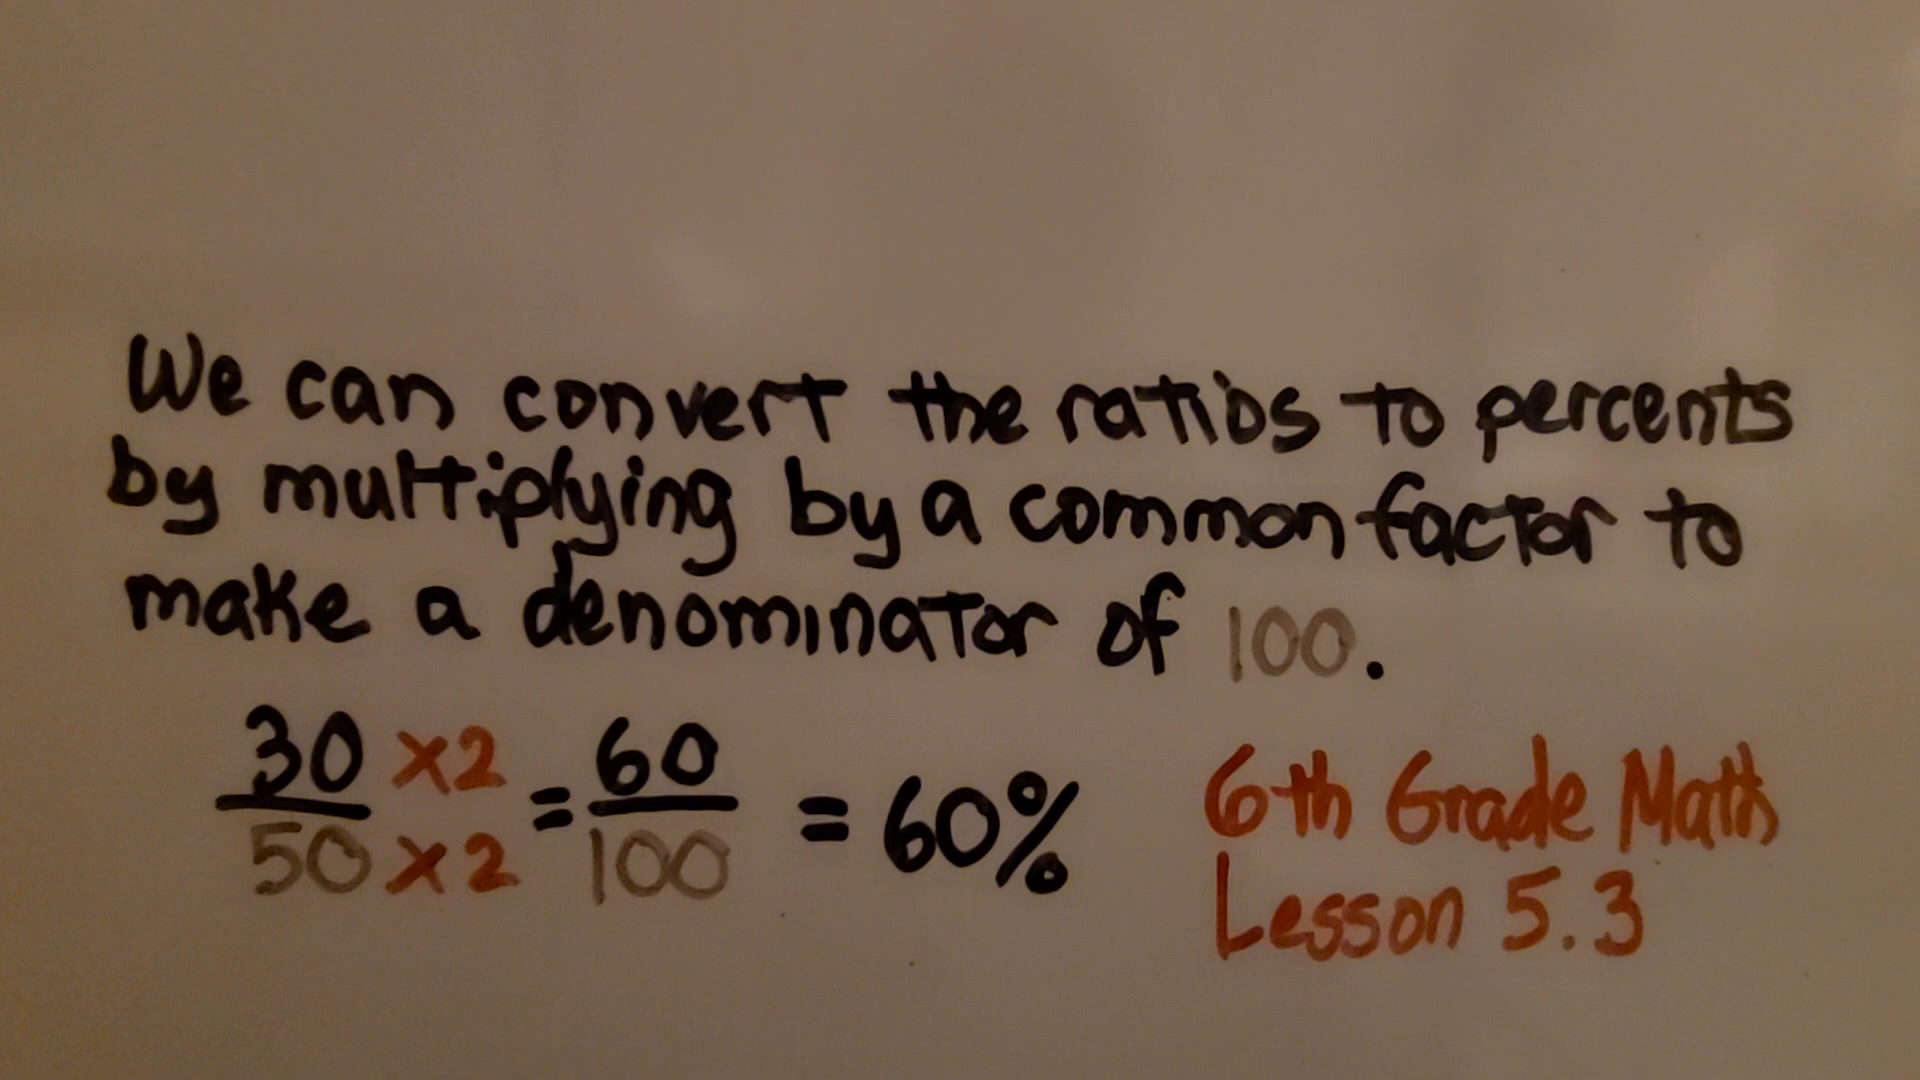 We can convert the ratios to percents
by multiplying by a common factor to
make a denominator of 100.
30 x2 = 60 = 60%
50 x2 100
6th Grade Math
Lesson 5.3